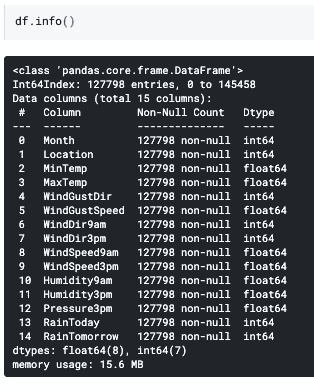 df.info()
<class 'pandas.core.frame.DataFrame'>
Int64Index: 127798 entries, 0 to 145458
Data columns (total 15 columns):
 #   Column         Non-Null Count   Dtype
---  ------         --------------   -----
 0   Month          127798 non-null  int64
 1   Location       127798 non-null  int64
 2   MinTemp        127798 non-null  float64
 3   MaxTemp        127798 non-null  float64
 4   WindGustDir    127798 non-null  int64
 5   WindGustSpeed  127798 non-null  float64
 6   WindDir9am     127798 non-null  int64
 7   WindDir3pm     127798 non-null  int64
 8   WindSpeed9am   127798 non-null  float64
 9   WindSpeed3pm   127798 non-null  float64
 10  Humidity9am    127798 non-null  float64
 11  Humidity3pm    127798 non-null  float64
 12  Pressure3pm    127798 non-null  float64
 13  RainToday      127798 non-null  int64
 14  RainTomorrow   127798 non-null  int64
dtypes: float64(8), int64(7)
memory usage: 15.6 MB